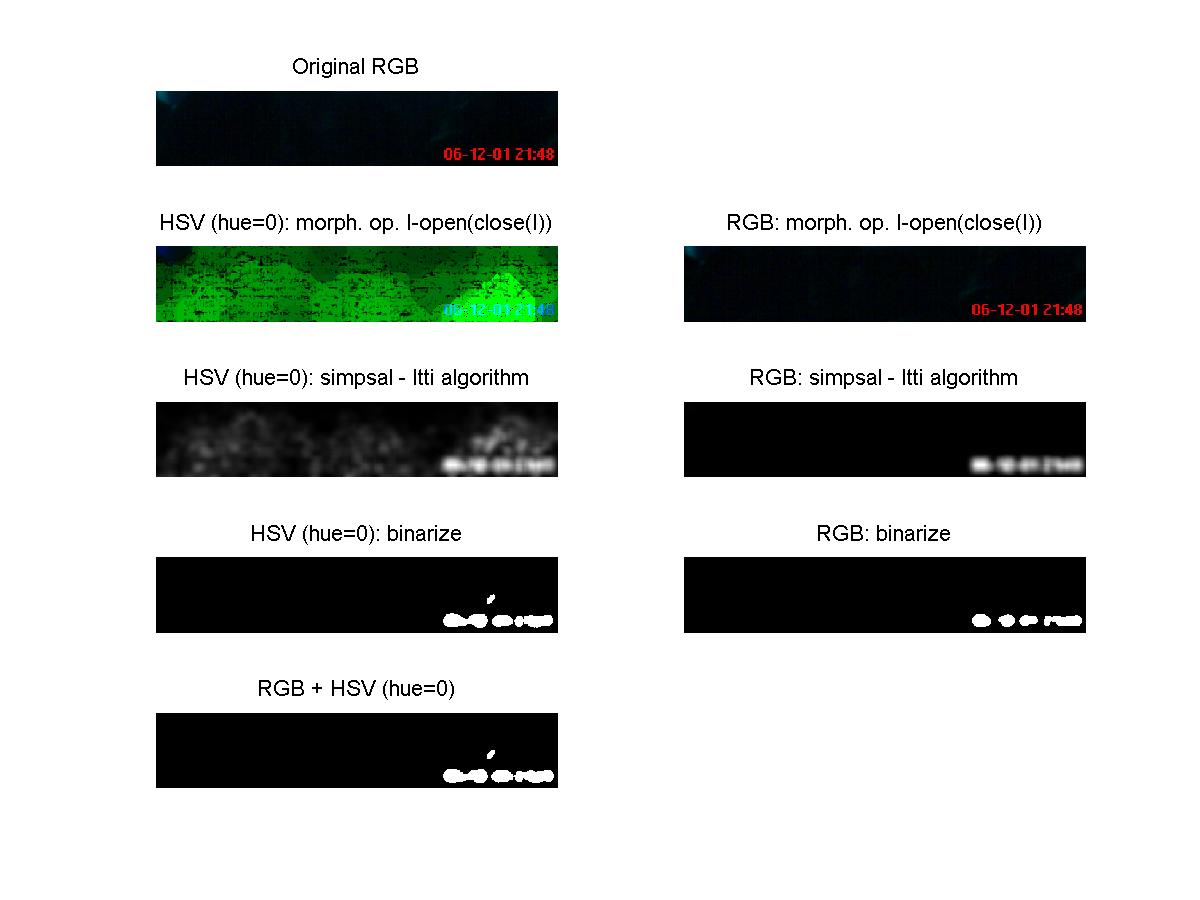 Original RGB
06-12-01 21:48
HSV (hue=0): morph. op. I-open(close(I))
06-12-01 21:48
RGB: morph. op. I-open(close(I))
06-12-01 21:48
HSV (hue=0): simpsal - Itti algorithm
RGB: simpsal - Itti algorithm
HSV (hue=0): binarize
RGB: binarize
RGB + HSV (hue=0)